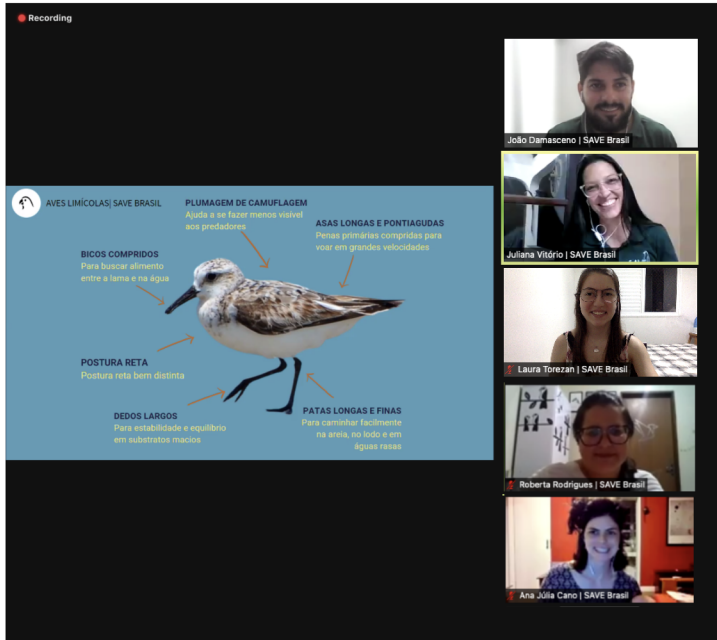 Recording
João Damasceno | SAVE Brasil
Juliana Vitório | SAVE Brasil
Laura Torezan | SAVE Brasil
Roberta Rodrigues | SAVE Brasil
Ana Júlia Cano | SAVE Brasil
AVES LIMÍCOLAS| SAVE BRASIL
PLUMAGEM DE CAMUFLAGEM
Ajuda a se fazer menos visível
aos predadores
ASAS LONGAS E PONTIAGUDAS
Penas primárias compridas para
voar em grandes velocidades
BICOS COMPRIDOS
Para buscar alimento
entre a lama e na água
POSTURA RETA
Postura reta bem distinta
DEDOS LARGOS
Para estabilidade e equilíbrio
em substratos macios
PATAS LONGAS E FINAS
Para caminhar facilmente
na areia, no lodo e em
águas rasas